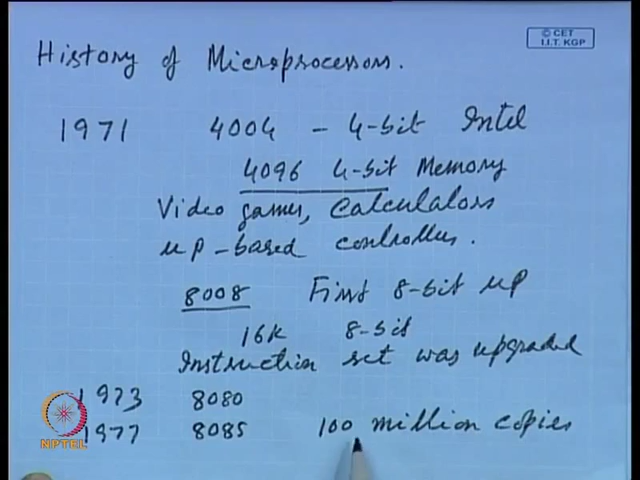 © CET
I.I.T. KGP
History of Microprocessors.
1971 4004 – 4-bit Intel
4096 4-bit Memory
Video games, Calculators
µp-based controllers.
8008 First 8-bit µp
16K 8-bit
Instruction set was upgraded
1973 8080
1977 8085 100 million copies
NPTEL